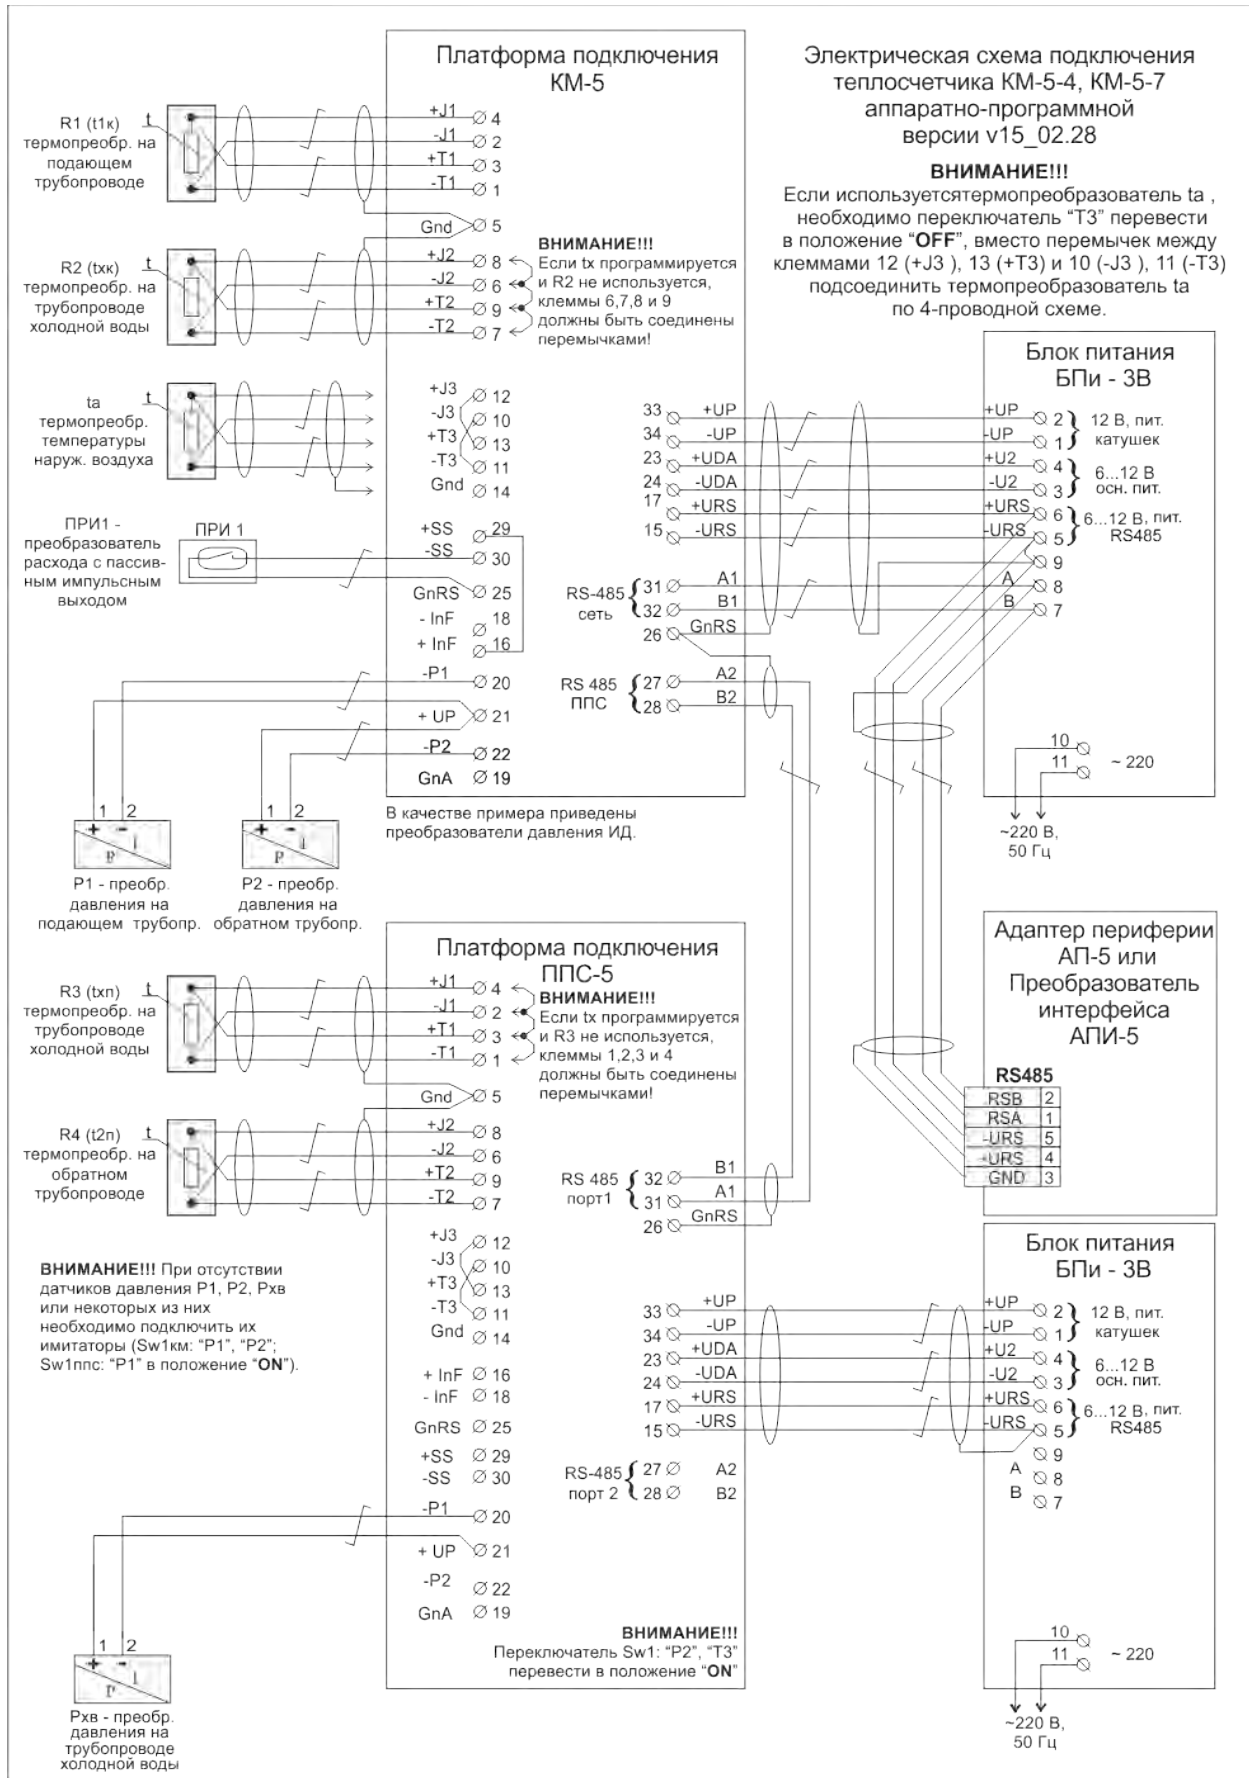 Платформа подключения
КМ-5
Электрическая схема подключения
теплосчетчика КМ-5-4, КМ-5-7
аппаратно-программной
версии v15_02.28
ВНИМАНИЕ!!!
Если используетсятермопреобразователь ta ,
необходимо переключатель “Т3” перевести
в положение “OFF”, вместо перемычек между
клеммами 12 (+J3 ), 13 (+T3) и 10 (-J3 ), 11 (-T3)
подсоединить термопреобразователь ta
по 4-проводной схеме.
R1 (t1к)
термопреобр. на
подающем
трубопроводе
t
+J1 4
-J1 2
+T1 3
-T1 1
Gnd 5
R2 (tхк)
термопреобр. на
трубопроводе
холодной воды
t
+J2 8
-J2 6
+T2 9
-T2 7
ВНИМАНИЕ!!!
Если tx программируется
и R2 не используется,
клеммы 6,7,8 и 9
должны быть соединены
перемычками!
ta
термопреобр.
температуры
наруж. воздуха
t
+J3 12
-J3 10
+T3 13
-T3 11
Gnd 14
ПРИ1 -
преобразователь
расхода с пассив-
ным импульсным
выходом
ПРИ 1
+SS 29
-SS 30
GnRS 25
- InF 18
+ InF 16
-P1 20
+ UP 21
-P2 22
GnA 19
33 +UP
34 -UP
23 +UDA
24 -UDA
17 +URS
15 -URS
RS-485
сеть
31 A1
32 B1
26 GnRS
RS 485
ППС
27 A2
28 B2
Блок питания
БПи - 3В
+UP 2
-UP 1
12 В, пит.
катушек
+U2 4
-U2 3
6...12 В
осн. пит.
+URS 6
-URS 5
6...12 В, пит.
RS485
9
A 8
B 7
10
11
~ 220
~220 В,
50 Гц
В качестве примера приведены
преобразователи давления ИД.
1 2
+ -
P I
Р1 - преобр.
давления на
подающем трубопр.
1 2
+ -
P I
Р2 - преобр.
давления на
обратном трубопр.
Платформа подключения
ППС-5
R3 (tхп)
термопреобр. на
трубопроводе
холодной воды
t
+J1 4
-J1 2
+T1 3
-T1 1
Gnd 5
ВНИМАНИЕ!!!
Если tx программируется
и R3 не используется,
клеммы 1,2,3 и 4
должны быть соединены
перемычками!
R4 (t2п)
термопреобр. на
обратном
трубопроводе
t
+J2 8
-J2 6
+T2 9
-T2 7
+J3 12
-J3 10
+T3 13
-T3 11
Gnd 14
+ InF 16
- InF 18
GnRS 25
+SS 29
-SS 30
-P1 20
+ UP 21
-P2 22
GnA 19
RS 485
порт1
32 B1
31 A1
26 GnRS
33 +UP
34 -UP
23 +UDA
24 -UDA
17 +URS
15 -URS
RS-485
порт 2
27 A2
28 B2
ВНИМАНИЕ!!!
Переключатель Sw1: “P2”, “T3”
перевести в положение “ON”
ВНИМАНИЕ!!! При отсутствии
датчиков давления Р1, Р2, Рхв
или некоторых из них
необходимо подключить их
имитаторы (Sw1км: “P1”, “P2”;
Sw1ппс: “P1” в положение “ON”).
1 2
+ -
P I
Рхв - преобр.
давления на
трубопроводе
холодной воды
Адаптер периферии
АП-5 или
Преобразователь
интерфейса
АПИ-5
RS485
RSB 2
RSA 1
-URS 5
+URS 4
GND 3
Блок питания
БПи - 3В
+UP 2
-UP 1
12 В, пит.
катушек
+U2 4
-U2 3
6...12 В
осн. пит.
+URS 6
-URS 5
6...12 В, пит.
RS485
9
A 8
B 7
10
11
~ 220
~220 В,
50 Гц